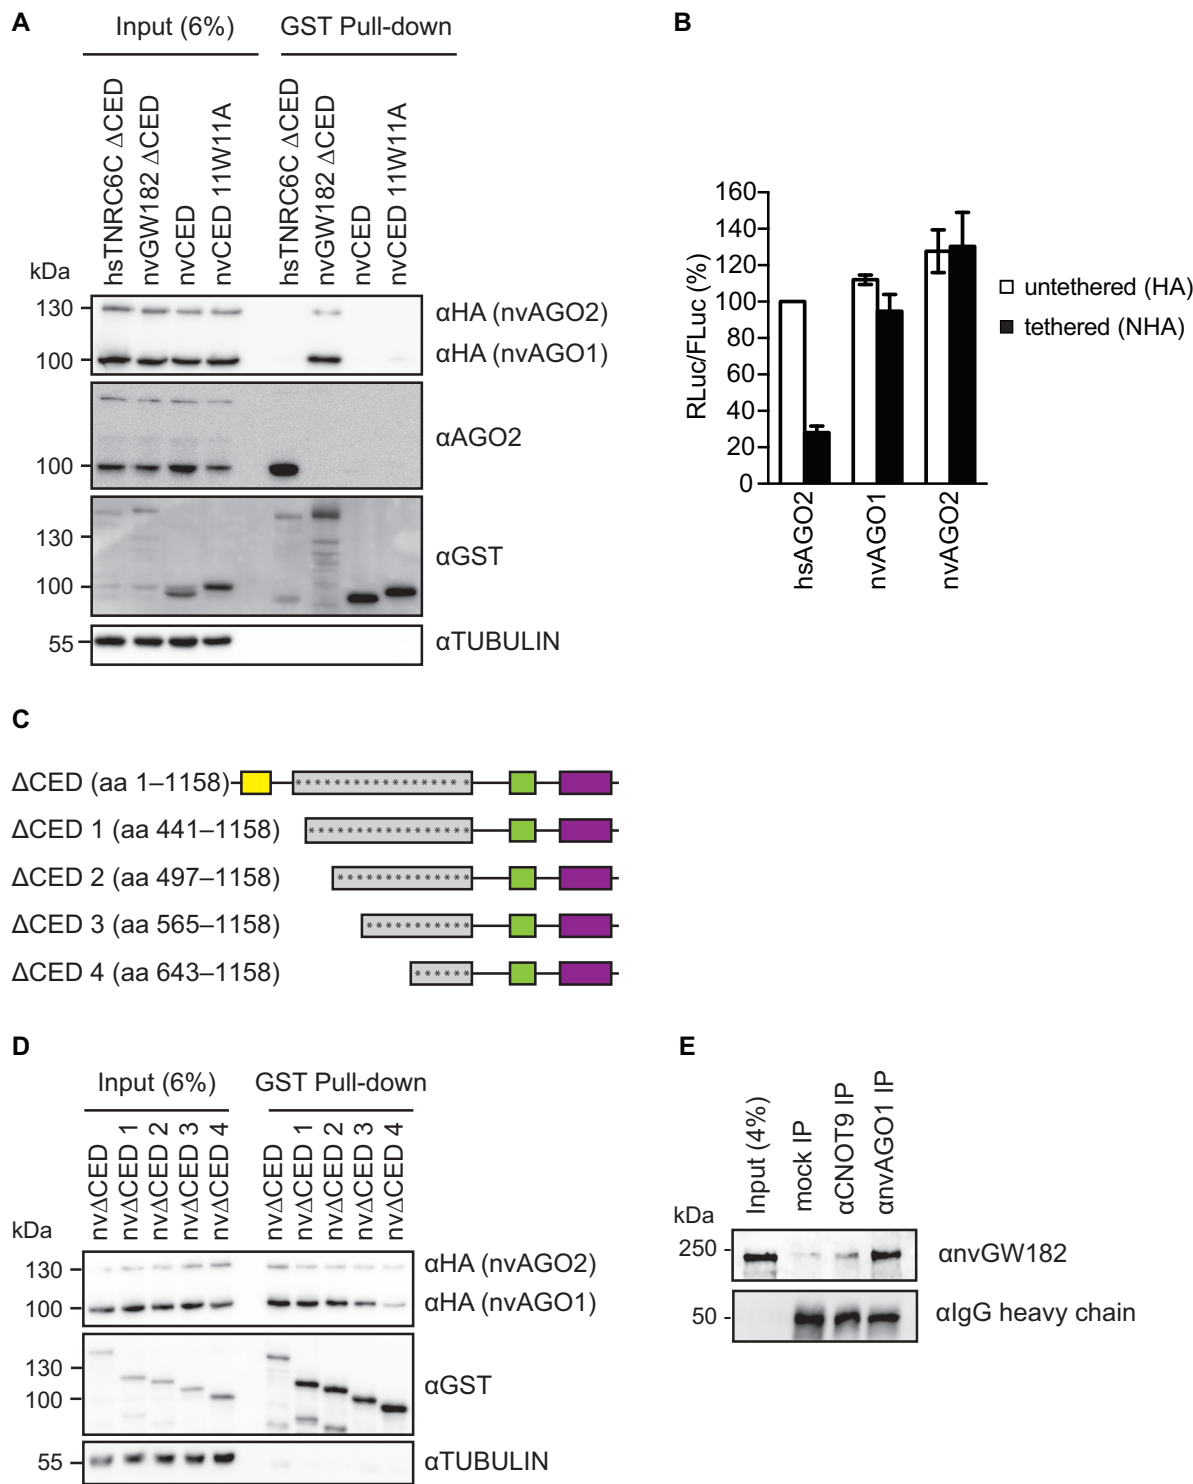 A
Input (6%)
GST Pull-down
hsTNRC6C ΔCED
nvGW182 ΔCED
nvCED
nvCED 11W11A
hsTNRC6C ΔCED
nvGW182 ΔCED
nvCED
nvCED 11W11A
kDa
130
αHA (nvAGO2)
100
αHA (nvAGO1)
100
αAGO2
130
100
αGST
55
αTUBULIN
B
RLuc/FLuc (%)
160
140
120
100
80
60
40
20
0
hsAGO2
nvAGO1
nvAGO2
untethered (HA)
tethered (NHA)
C
ΔCED (aa 1–1158)
* * * * * * * * * * * * * * * * *
ΔCED 1 (aa 441–1158)
* * * * * * * * * * * * * * * *
ΔCED 2 (aa 497–1158)
* * * * * * * * * * * * *
ΔCED 3 (aa 565–1158)
* * * * * * * * * * *
ΔCED 4 (aa 643–1158)
* * * * * *
D
Input (6%)
GST Pull-down
nvΔCED
nvΔCED 1
nvΔCED 2
nvΔCED 3
nvΔCED 4
nvΔCED
nvΔCED 1
nvΔCED 2
nvΔCED 3
nvΔCED 4
kDa
130
αHA (nvAGO2)
100
αHA (nvAGO1)
130
100
αGST
55
αTUBULIN
E
Input (4%)
mock IP
αCNOT9 IP
αnvAGO1 IP
kDa
250
αnvGW182
50
αIgG heavy chain